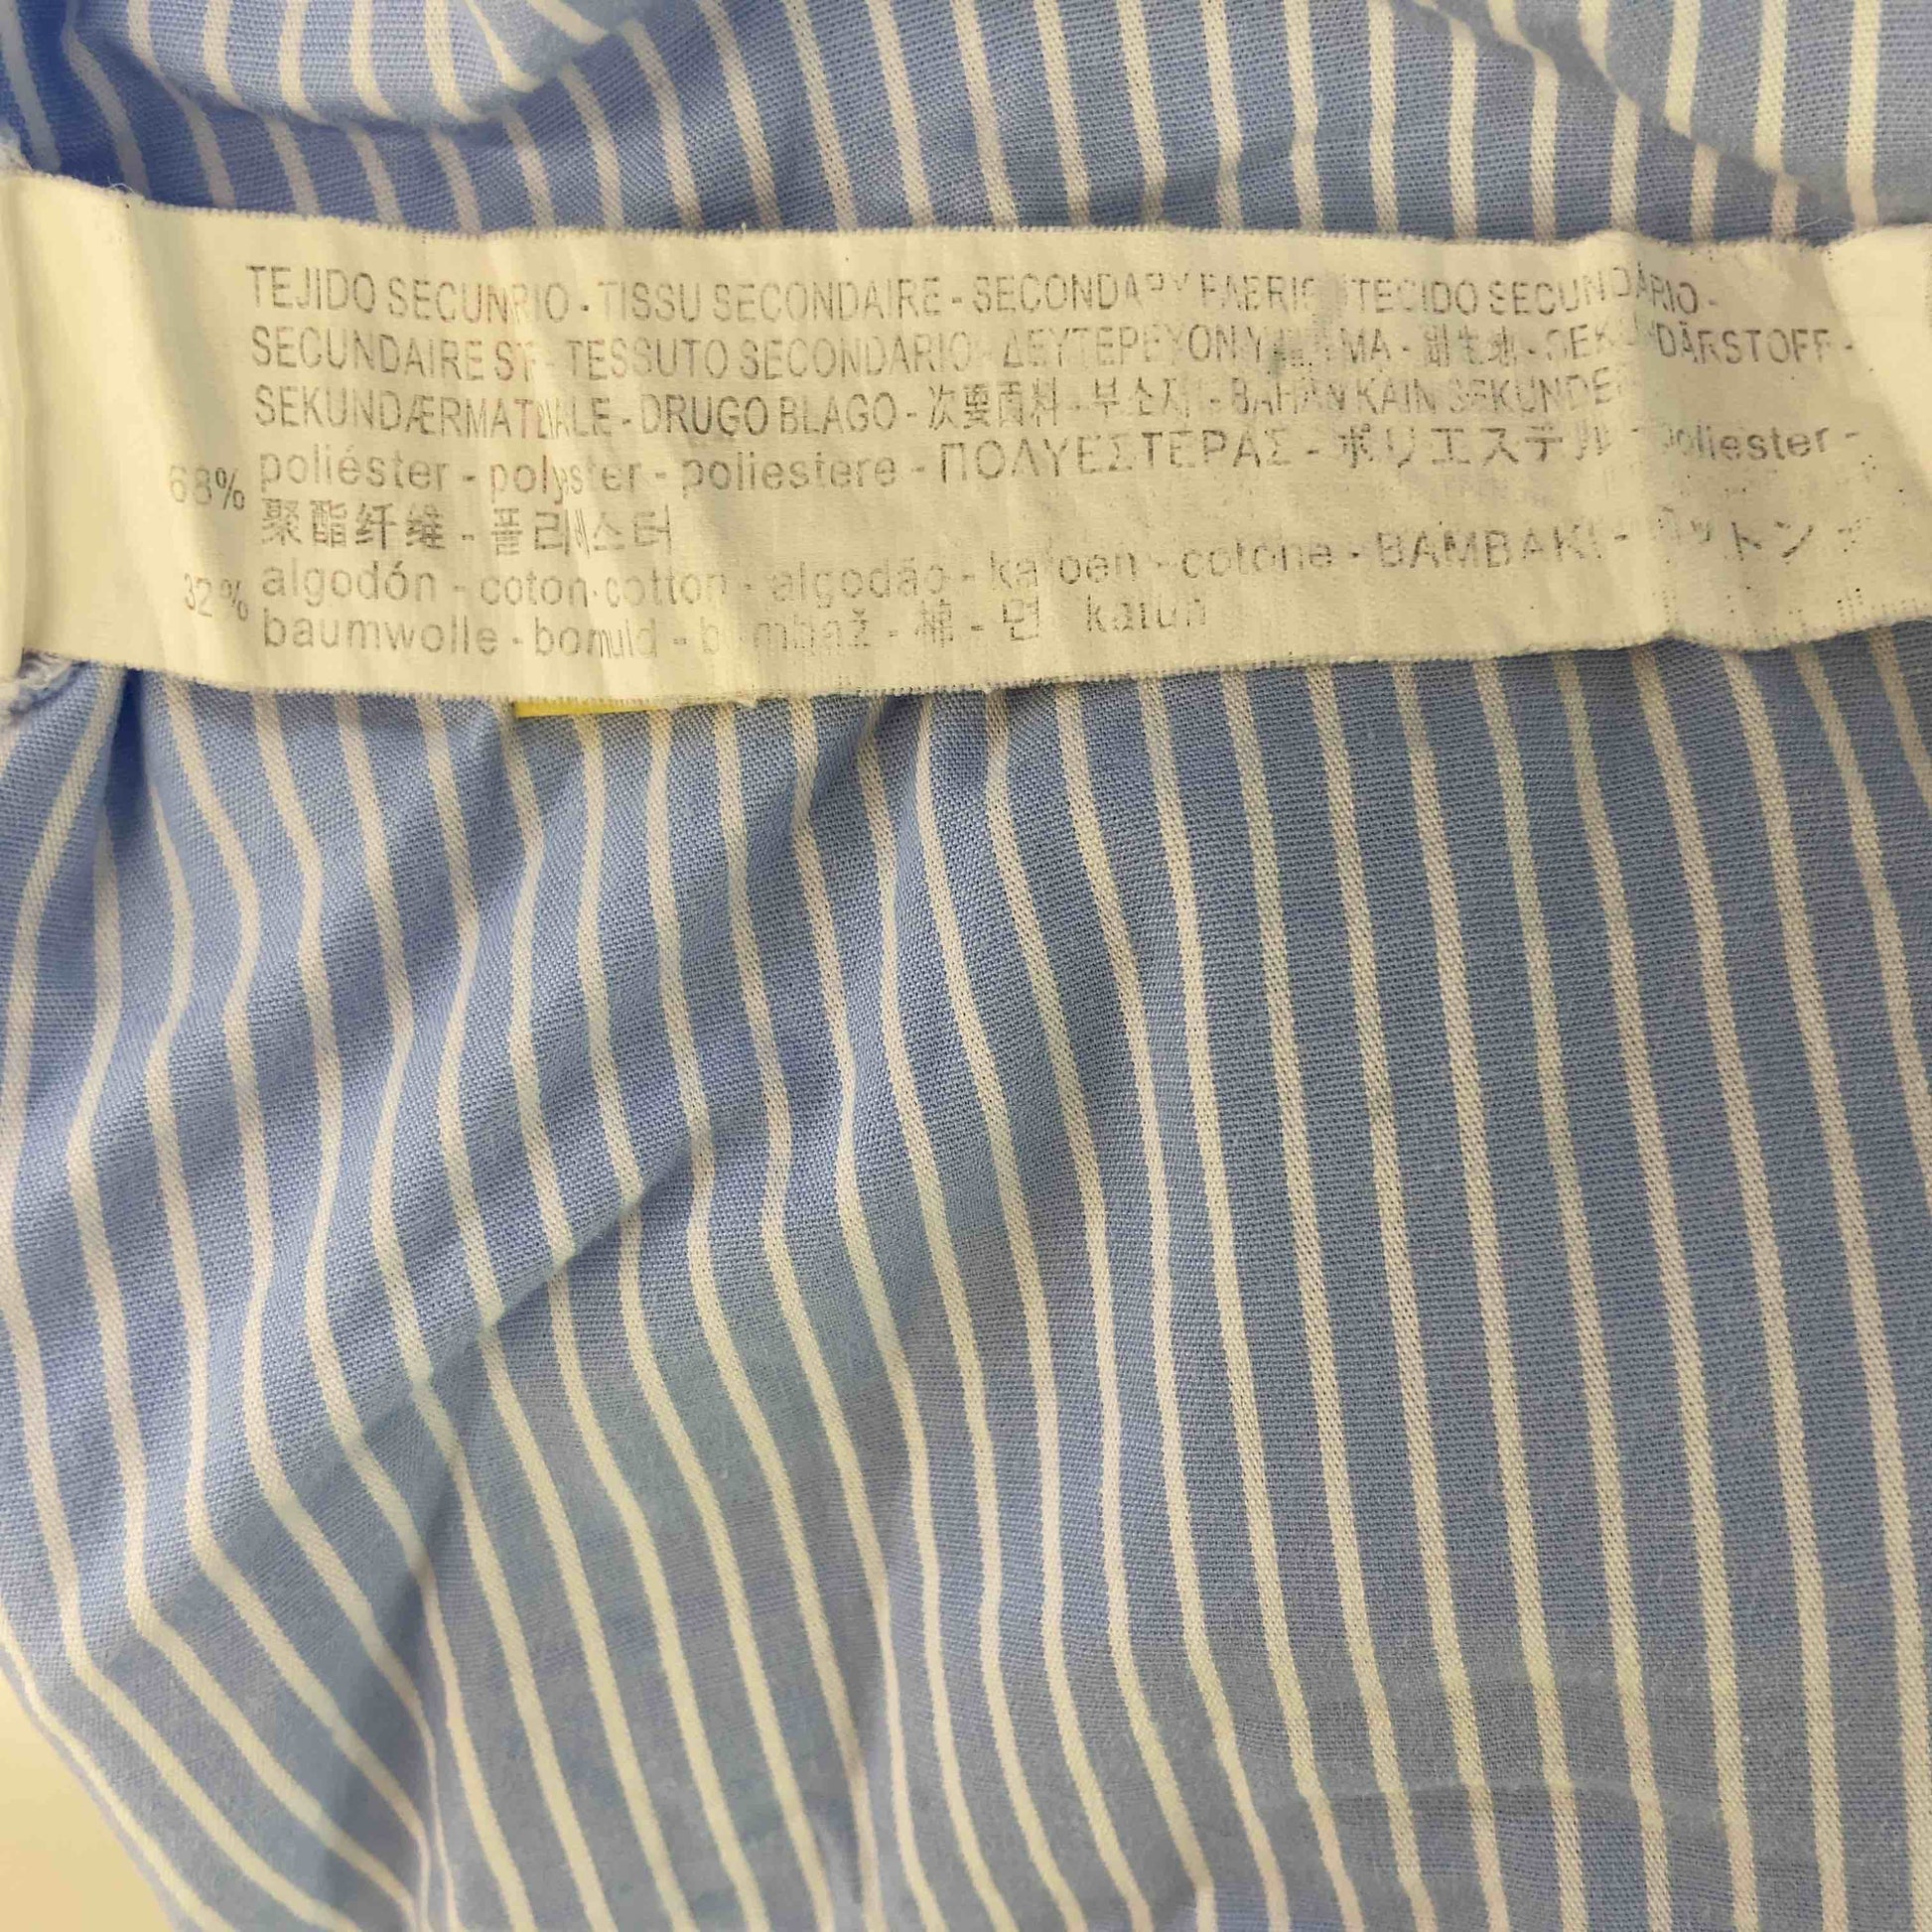 TEJIDO SECUN RIO - TISSU SECONDAIRE - SECONDARY FABRIC TECIDO SECUNDÁRIO -
SECUNDAIRE ST - TESSUTO SECONDARIO ΔΕΥΤΕΡΕΥΟΝ - 副生地 - SEKUNDÄRSTOFF -
SEKUNDÆRMATERIALE - DRUGO BLAGO - 次要面料 - 부소재 - BAHAN KAIN SEKUNDER
68% poliéster - polyester - poliestere - ΠΟΛΥΕΣΤΕΡΑΣ - ポリエステル - poliester -
聚酯纤维 - 폴리에스터
32% algodón - coton-cotton - algodão - katoen - cotone - BAMBAKI - コットン
baumwolle - bomuld - bombaž - 棉 - 면 katun